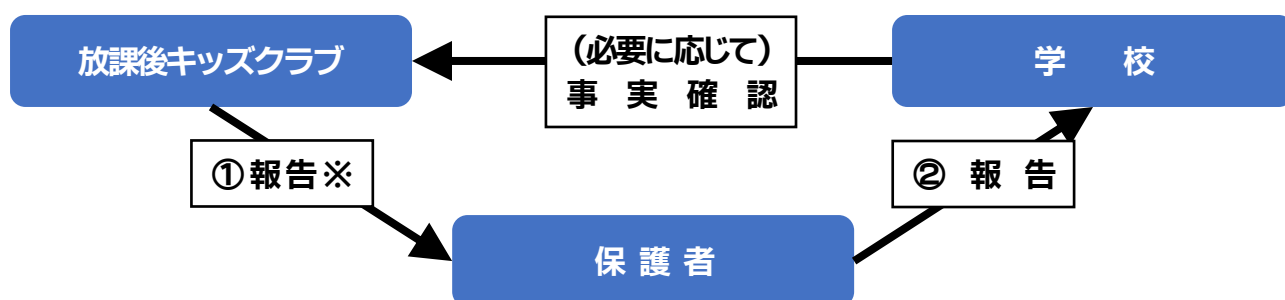 放課後キッズクラブ
(必要に応じて)
事実確認
学校
①報告※
②報告
保護者